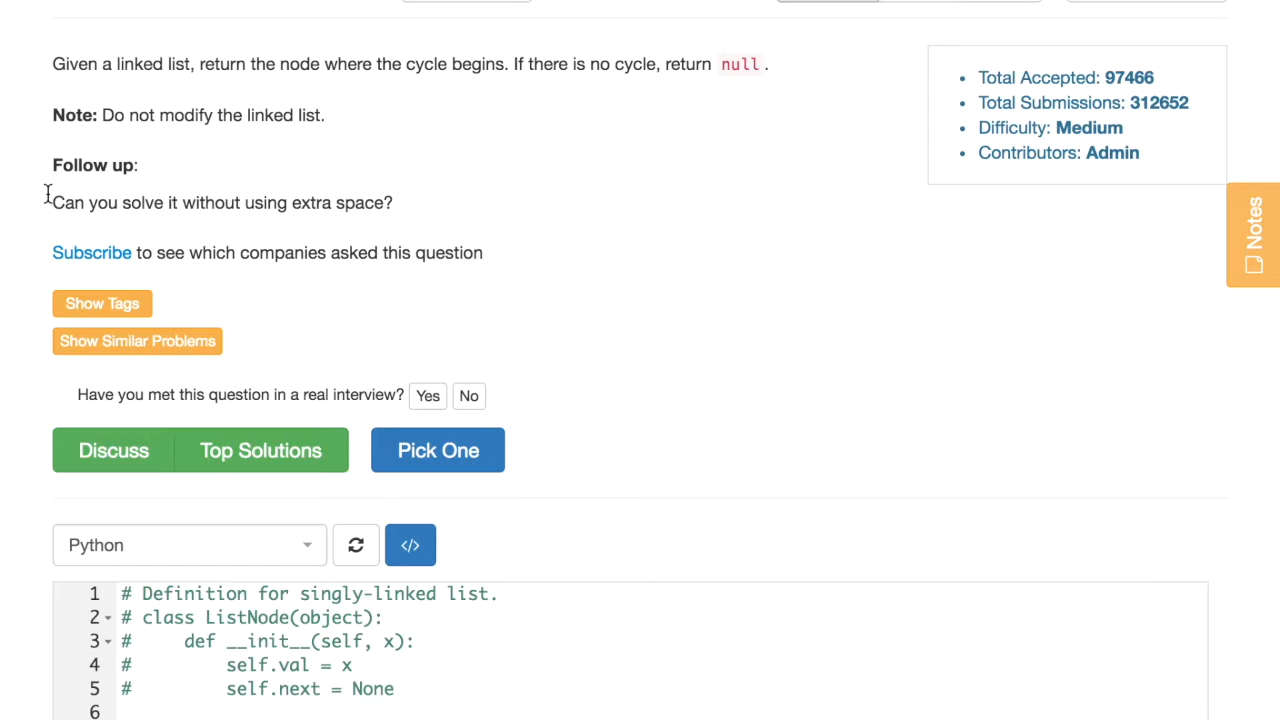 Given a linked list, return the node where the cycle begins. If there is no cycle, return null.
Total Accepted: 97466
Total Submissions: 312652
Difficulty: Medium
Contributors: Admin
Note: Do not modify the linked list.
Follow up:
Can you solve it without using extra space?
Notes
Subscribe to see which companies asked this question
Show Tags
Show Similar Problems
Have you met this question in a real interview? Yes No
Discuss Top Solutions Pick One
Python </>
1 # Definition for singly-linked list.
2 # class ListNode(object):
3 #     def __init__(self, x):
4 #         self.val = x
5 #         self.next = None
6